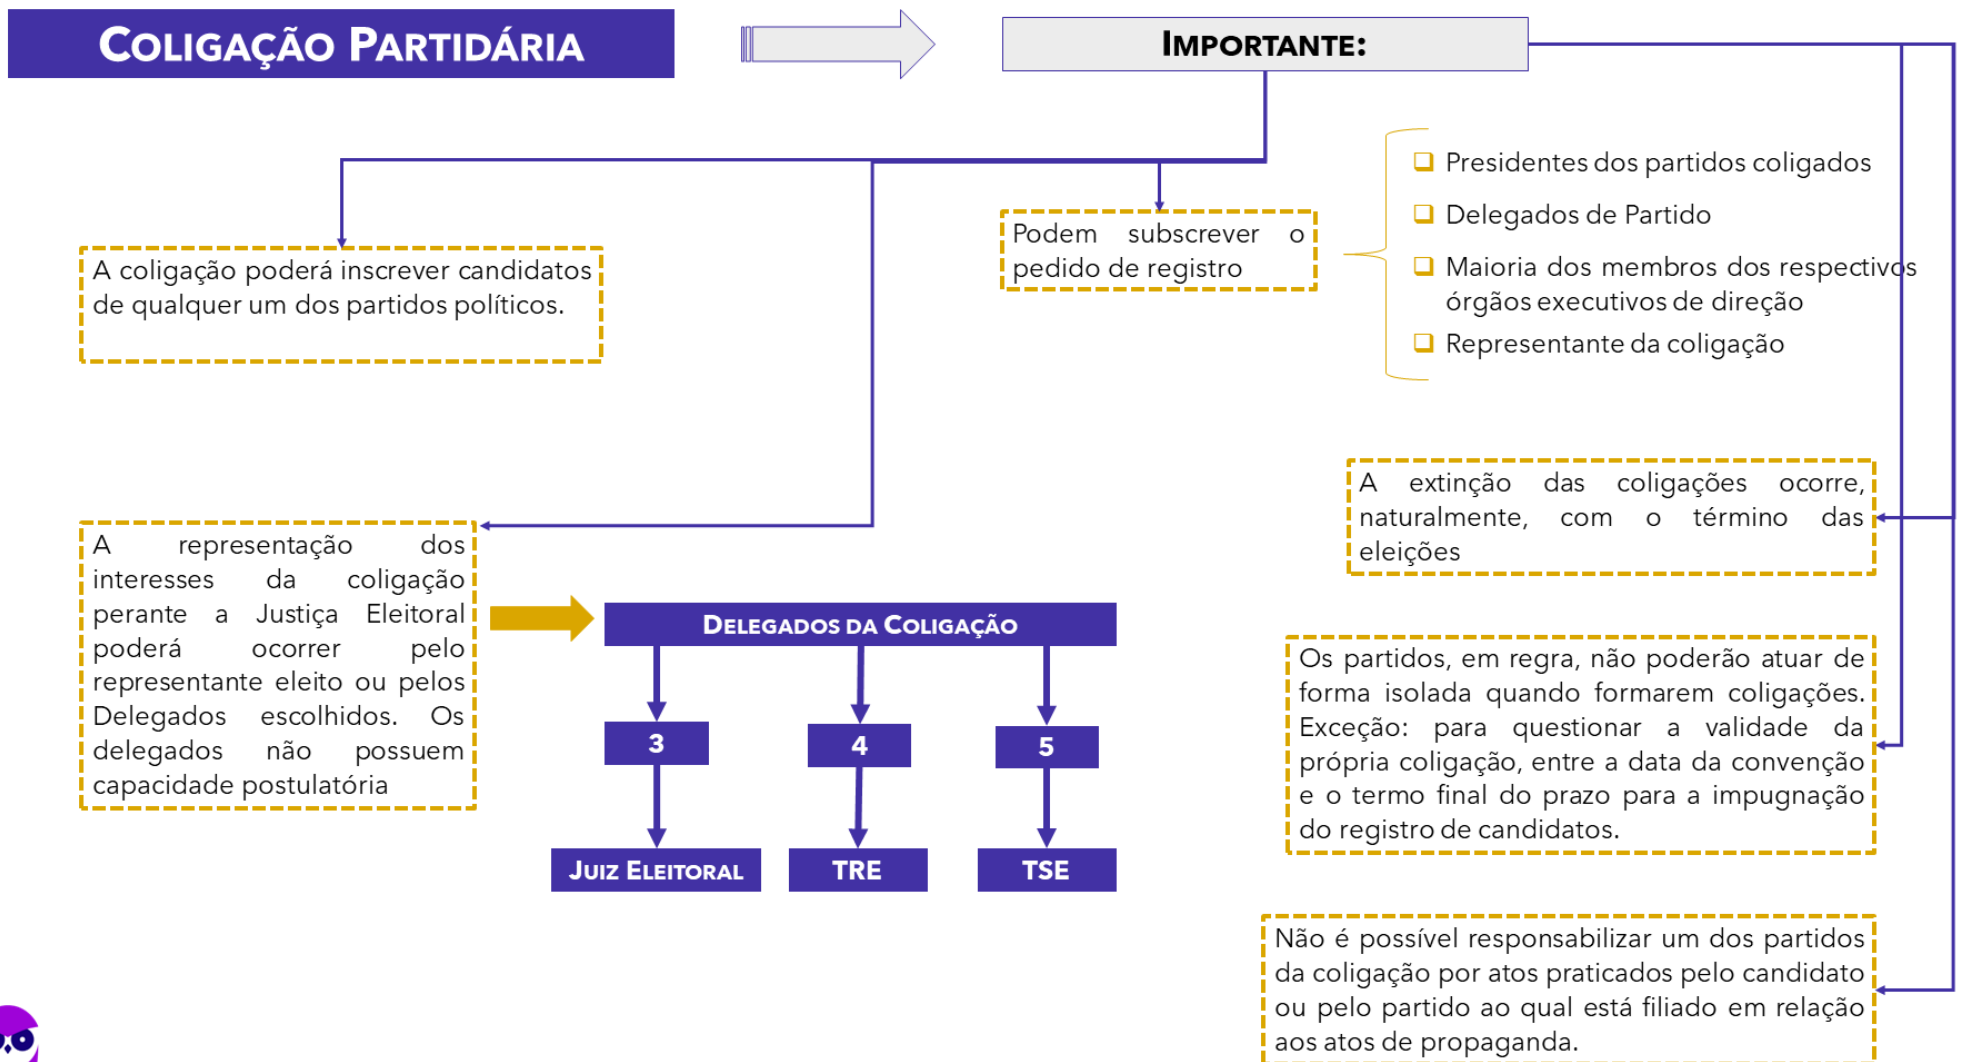 COLIGAÇÃO PARTIDÁRIA
IMPORTANTE:
A coligação poderá inscrever candidatos
de qualquer um dos partidos políticos.
Podem subscrever o
pedido de registro
Presidentes dos partidos coligados
Delegados de Partido
Maioria dos membros dos respectivos
órgãos executivos de direção
Representante da coligação
A representação dos
interesses da coligação
perante a Justiça Eleitoral
poderá ocorrer pelo
representante eleito ou pelos
Delegados escolhidos. Os
delegados não possuem
capacidade postulatória
DELEGADOS DA COLIGAÇÃO
3
4
5
JUIZ ELEITORAL
TRE
TSE
A extinção das coligações ocorre,
naturalmente, com o término das
eleições
Os partidos, em regra, não poderão atuar de
forma isolada quando formarem coligações.
Exceção: para questionar a validade da
própria coligação, entre a data da convenção
e o termo final do prazo para a impugnação
do registro de candidatos.
Não é possível responsabilizar um dos partidos
da coligação por atos praticados pelo candidato
ou pelo partido ao qual está filiado em relação
aos atos de propaganda.